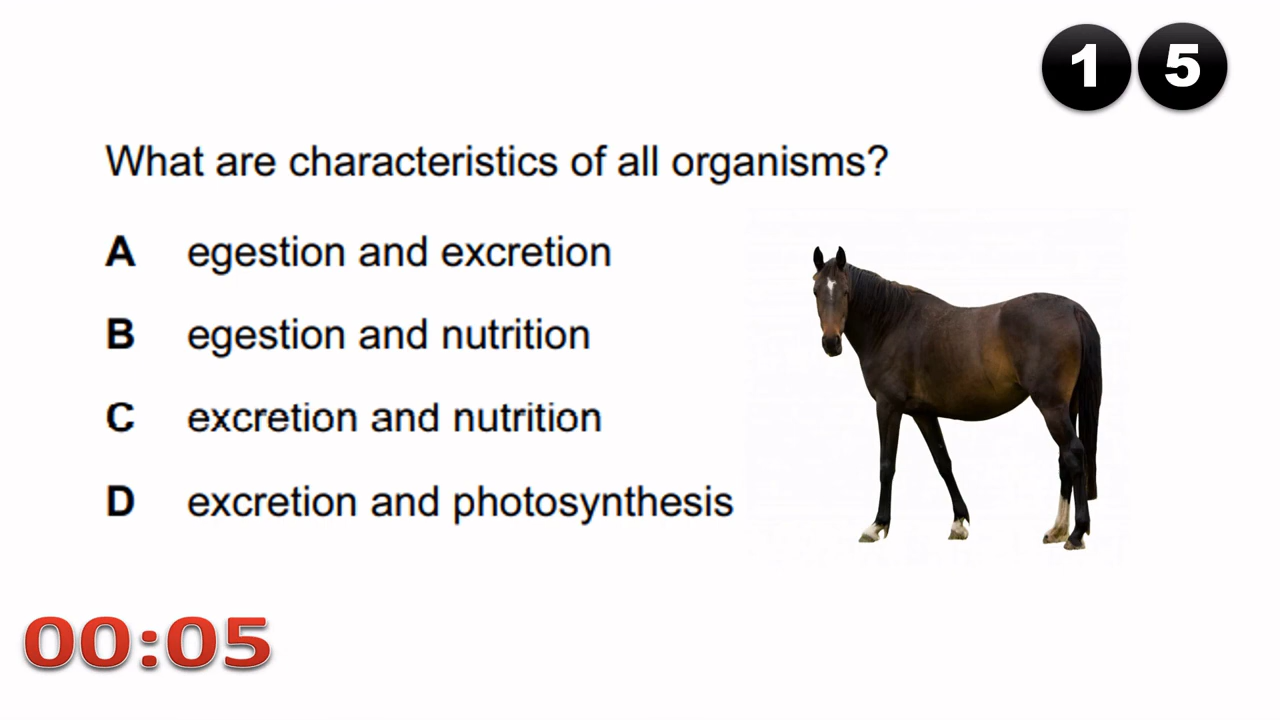 1 5
What are characteristics of all organisms?
A egestion and excretion
B egestion and nutrition
C excretion and nutrition
D excretion and photosynthesis
00:05